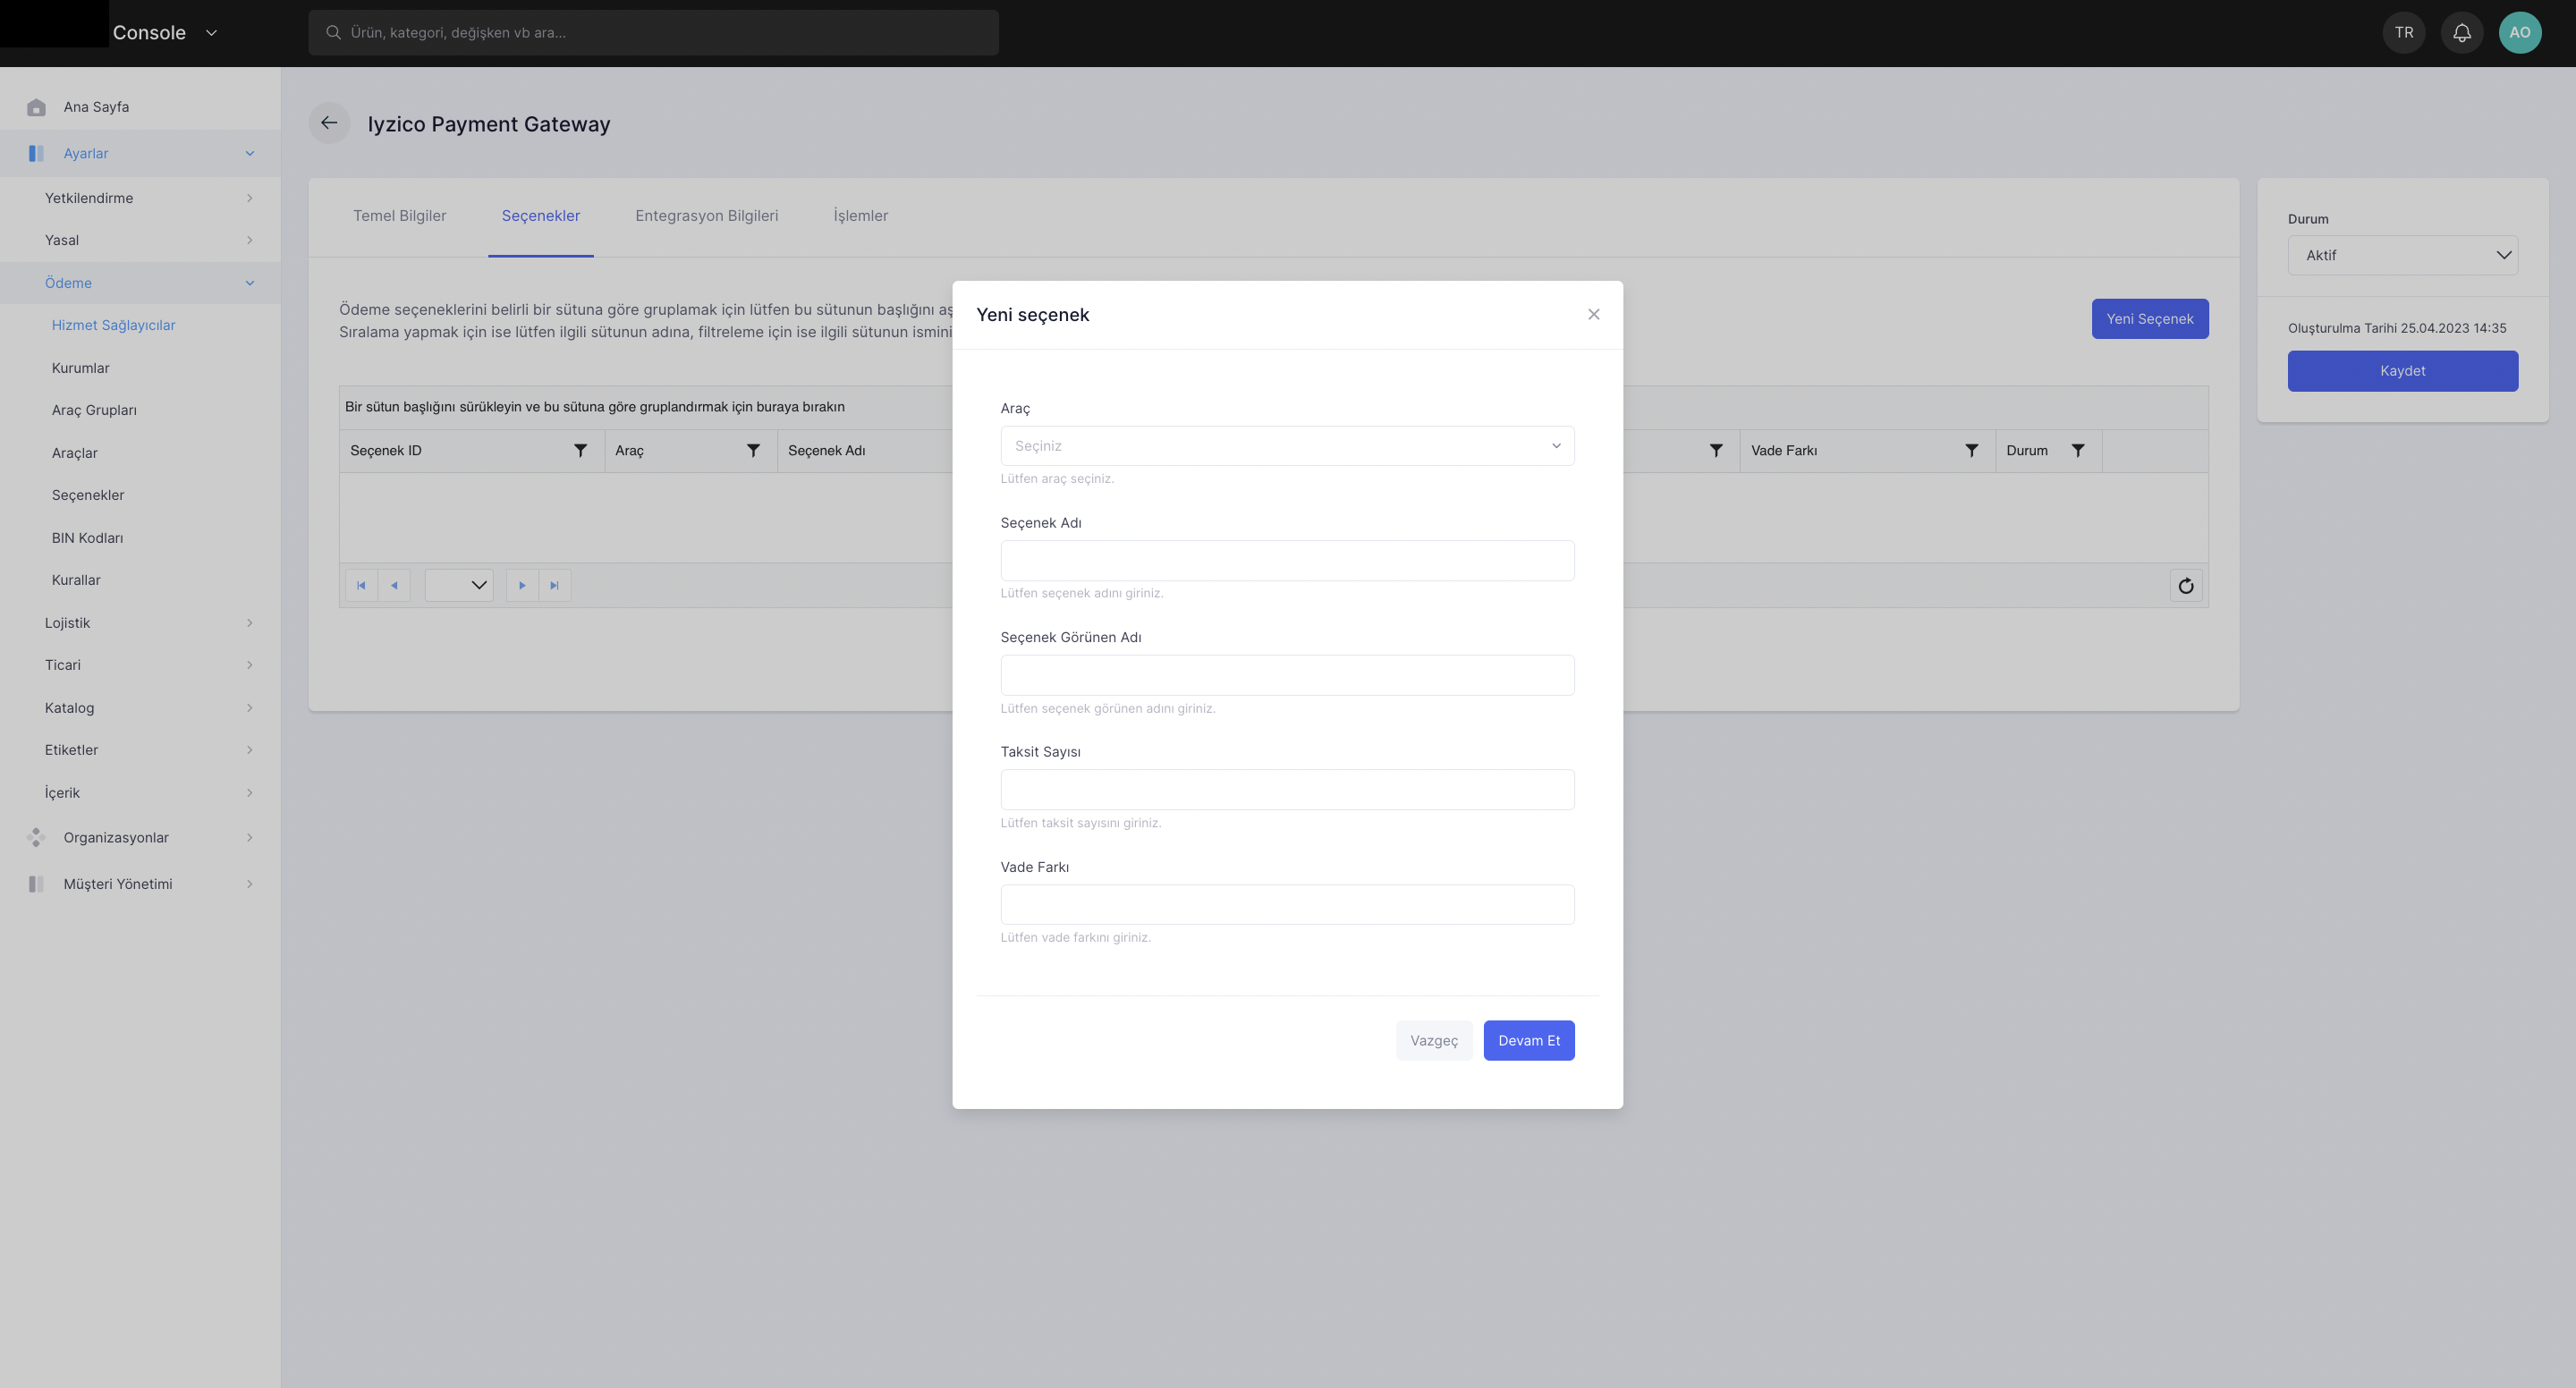 Console
Ürün, kategori, değişken vb ara...
TR
AO
Ana Sayfa
Ayarlar
Yetkilendirme
Yasal
Ödeme
Hizmet Sağlayıcılar
Kurumlar
Araç Grupları
Araçlar
Seçenekler
BIN Kodları
Kurallar
Lojistik
Ticari
Katalog
Etiketler
İçerik
Organizasyonlar
Müşteri Yönetimi
Iyzico Payment Gateway
Temel Bilgiler
Seçenekler
Entegrasyon Bilgileri
İşlemler
Ödeme seçeneklerini belirli bir sütuna göre gruplamak için lütfen bu sütunun başlığını
Sıralama yapmak için ise lütfen ilgili sütunun adına, filtreleme için ise ilgili sütunun
Yeni Seçenek
Bir sütun başlığını sürükleyin ve bu sütuna göre gruplandırmak için buraya bırakın
Seçenek ID
Araç
Seçenek Adı
Vade Farkı
Durum
Yeni seçenek
Araç
Seçiniz
Lütfen araç seçiniz.
Seçenek Adı
Lütfen seçenek adını giriniz.
Seçenek Görünen Adı
Lütfen seçenek görünen adını giriniz.
Taksit Sayısı
Lütfen taksit sayısını giriniz.
Vade Farkı
Lütfen vade farkını giriniz.
Vazgeç
Devam Et
Durum
Aktif
Oluşturulma Tarihi 25.04.2023 14:35
Kaydet